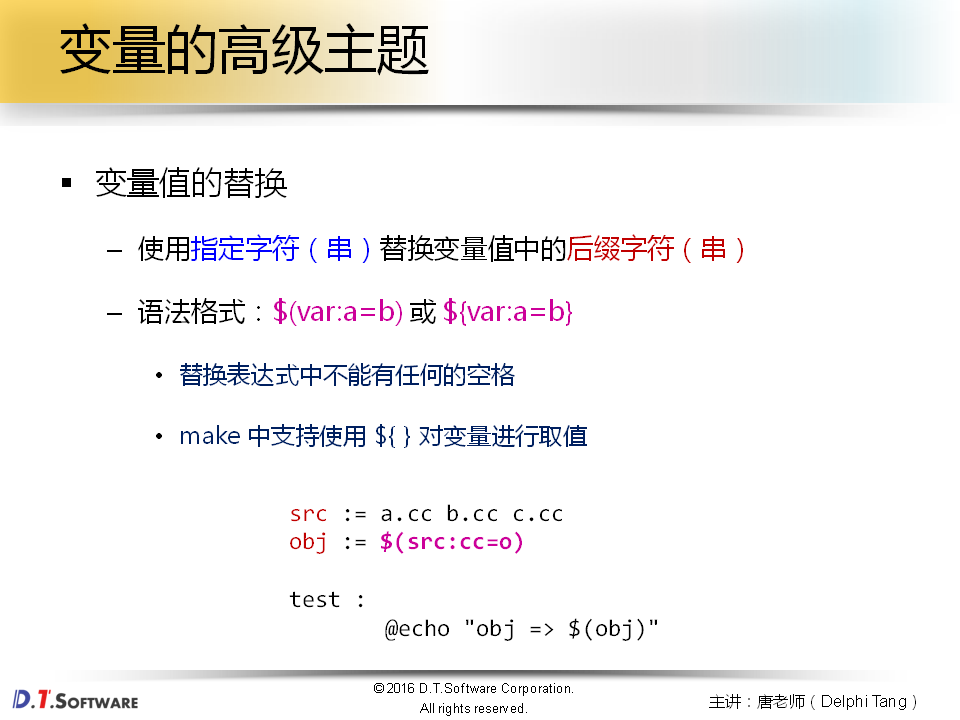 变量的高级主题
▪ 变量值的替换
– 使用指定字符（串）替换变量值中的后缀字符（串）
– 语法格式：$(var:a=b) 或 ${var:a=b}
• 替换表达式中不能有任何的空格
• make 中支持使用 ${ } 对变量进行取值
src := a.cc b.cc c.cc
obj := $(src:cc=o)
test :
@echo "obj => $(obj)"
D.T.SOFTWARE
©2016 D.T.Software Corporation.
All rights reserved.
主讲：唐老师（Delphi Tang）